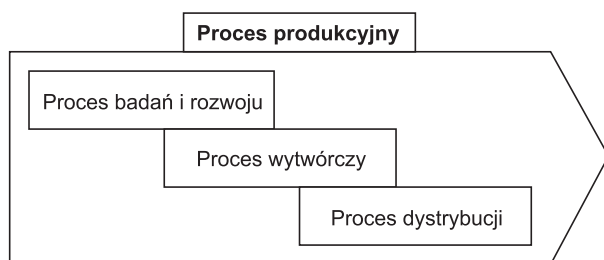 Proces produkcyjny
Proces badań i rozwoju
Proces wytwórczy
Proces dystrybucji